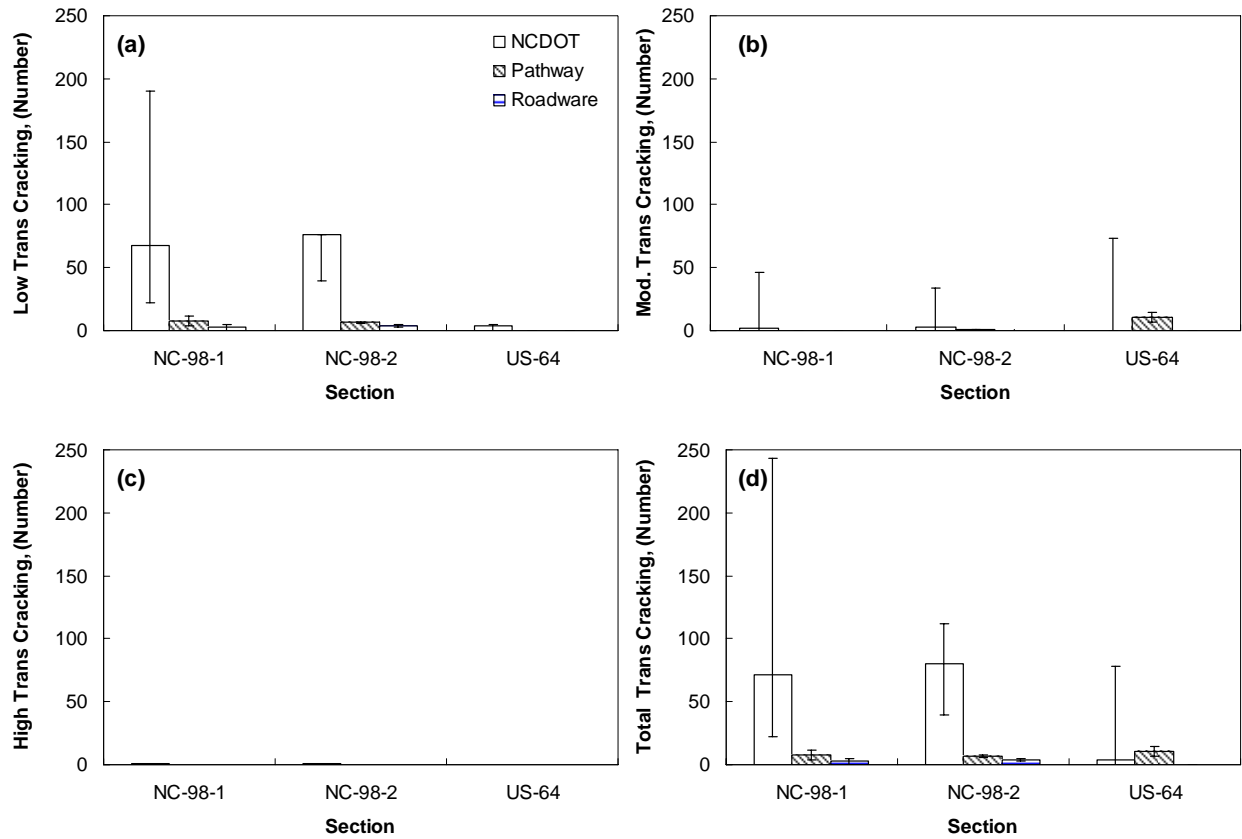 Low Trans Cracking, (Number)
250
200
150
100
50
0
(a)
NCDOT
Pathway
Roadware
NC-98-1 NC-98-2 US-64
Section
Mod. Trans Cracking, (Number)
250
200
150
100
50
0
(b)
NC-98-1 NC-98-2 US-64
Section
High Trans Cracking, (Number)
250
200
150
100
50
0
(c)
NC-98-1 NC-98-2 US-64
Section
Total Trans Cracking, (Number)
250
200
150
100
50
0
(d)
NC-98-1 NC-98-2 US-64
Section